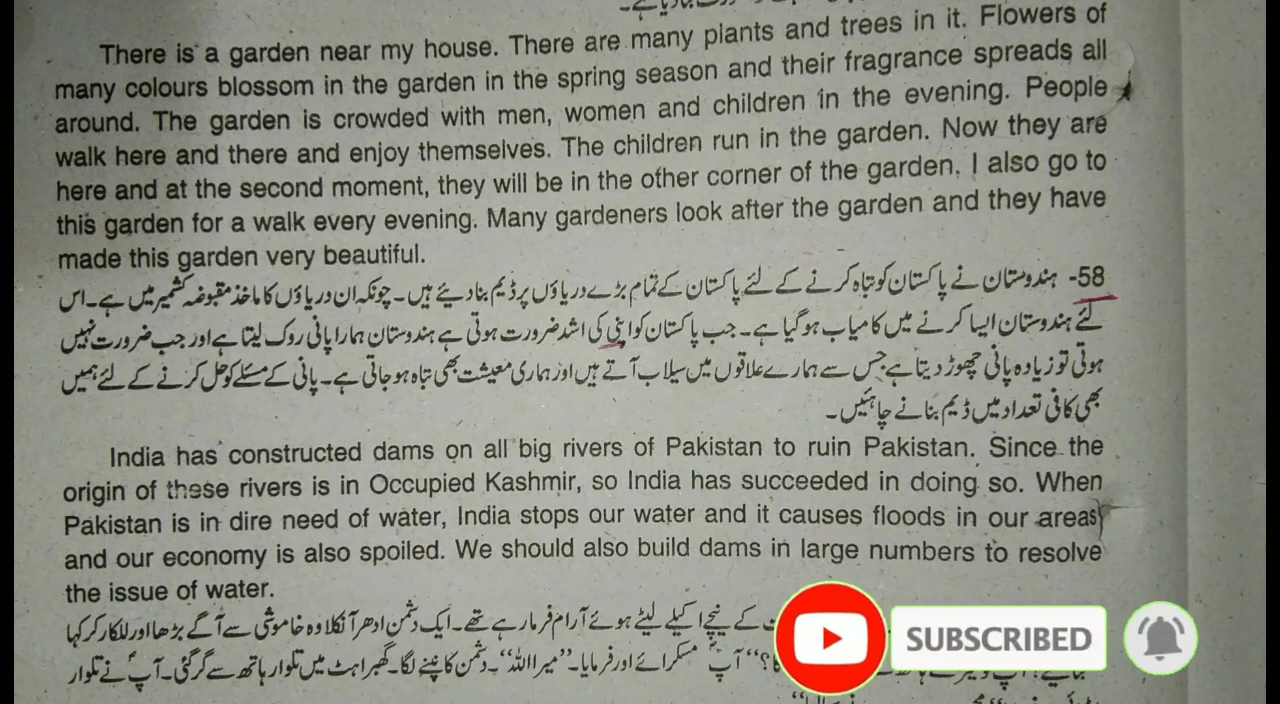 There is a garden near my house. There are many plants and trees in it. Flowers of
many colours blossom in the garden in the spring season and their fragrance spreads all
around. The garden is crowded with men, women and children in the evening. People
walk here and there and enjoy themselves. The children run in the garden. Now they are
here and at the second moment, they will be in the other corner of the garden. I also go to
this garden for a walk every evening. Many gardeners look after the garden and they have
made this garden very beautiful.
58- ہندوستان نے پاکستان کو تباہ کرنے کے لئے پاکستان کے تمام بڑے دریاؤں پر ڈیم بنا دیئے ہیں۔ چونکہ ان دریاؤں کا ماخذ مقبوضہ کشمیر میں ہے۔ اس
لئے ہندوستان ایسا کرنے میں کامیاب ہو گیا ہے۔ جب پاکستان کو اپنی کی اشد ضرورت ہوتی ہے ہندوستان ہمارا پانی روک لیتا ہے اور جب ضرورت نہیں
ہوتی تو زیادہ پانی چھوڑ دیتا ہے جس سے ہمارے علاقوں میں سیلاب آتے ہیں اور ہماری معیشت بھی تباہ ہو جاتی ہے۔ پانی کے مسئلے کو حل کرنے کے لئے ہمیں
بھی کافی تعداد میں ڈیم بنانے چاہئیں۔
India has constructed dams on all big rivers of Pakistan to ruin Pakistan. Since the
origin of these rivers is in Occupied Kashmir, so India has succeeded in doing so. When
Pakistan is in dire need of water, India stops our water and it causes floods in our areas
and our economy is also spoiled. We should also build dams in large numbers to resolve
the issue of water.
کے نیچے اکیلے لیٹے ہوئے آرام فرما رہے تھے۔ ایک دشمن ادھر آ نکلا وہ خاموشی سے آگے بڑھا اور للکار کر کہا
آپؐ مسکرائے اور فرمایا۔ ”میرا اللہ“۔ دشمن کانپنے لگا۔ گھبراہٹ میں تلوار ہاتھ سے گر گئی۔ آپؐ نے تلوار
SUBSCRIBED